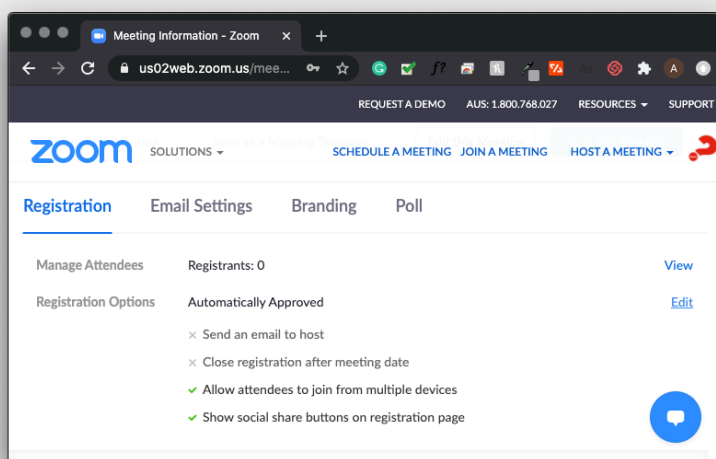 Meeting Information - Zoom
us02web.zoom.us/mee...
REQUEST A DEMO AUS: 1.800.768.027 RESOURCES SUPPORT
zoom SOLUTIONS SCHEDULE A MEETING JOIN A MEETING HOST A MEETING
Registration Email Settings Branding Poll
Manage Attendees Registrants: 0 View
Registration Options Automatically Approved Edit
Send an email to host
Close registration after meeting date
Allow attendees to join from multiple devices
Show social share buttons on registration page